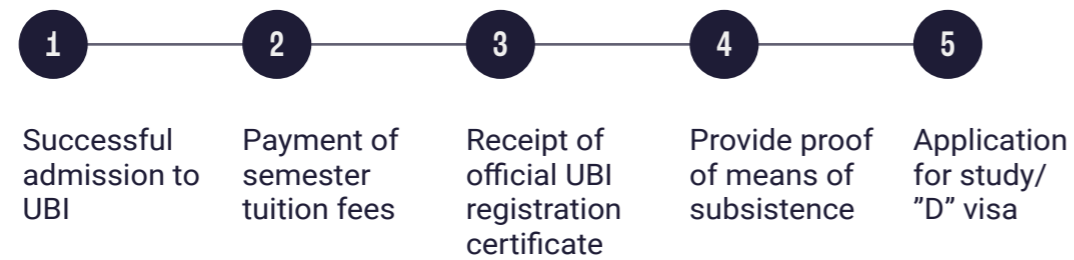 1
Successful
admission to
UBI
2
Payment of
semester
tuition fees
3
Receipt of
official UBI
registration
certificate
4
Provide proof
of means of
subsistence
5
Application
for study/
”D” visa